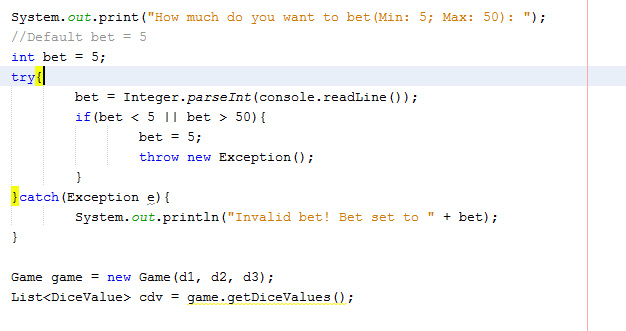 System.out.print("How much do you want to bet(Min: 5; Max: 50): ");
//Default bet = 5
int bet = 5;
try{
bet = Integer.parseInt(console.readLine());
if(bet < 5 || bet > 50){
bet = 5;
throw new Exception();
}
}catch(Exception e){
System.out.println("Invalid bet! Bet set to " + bet);
}
Game game = new Game(d1, d2, d3);
List<DiceValue> cdv = game.getDiceValues();